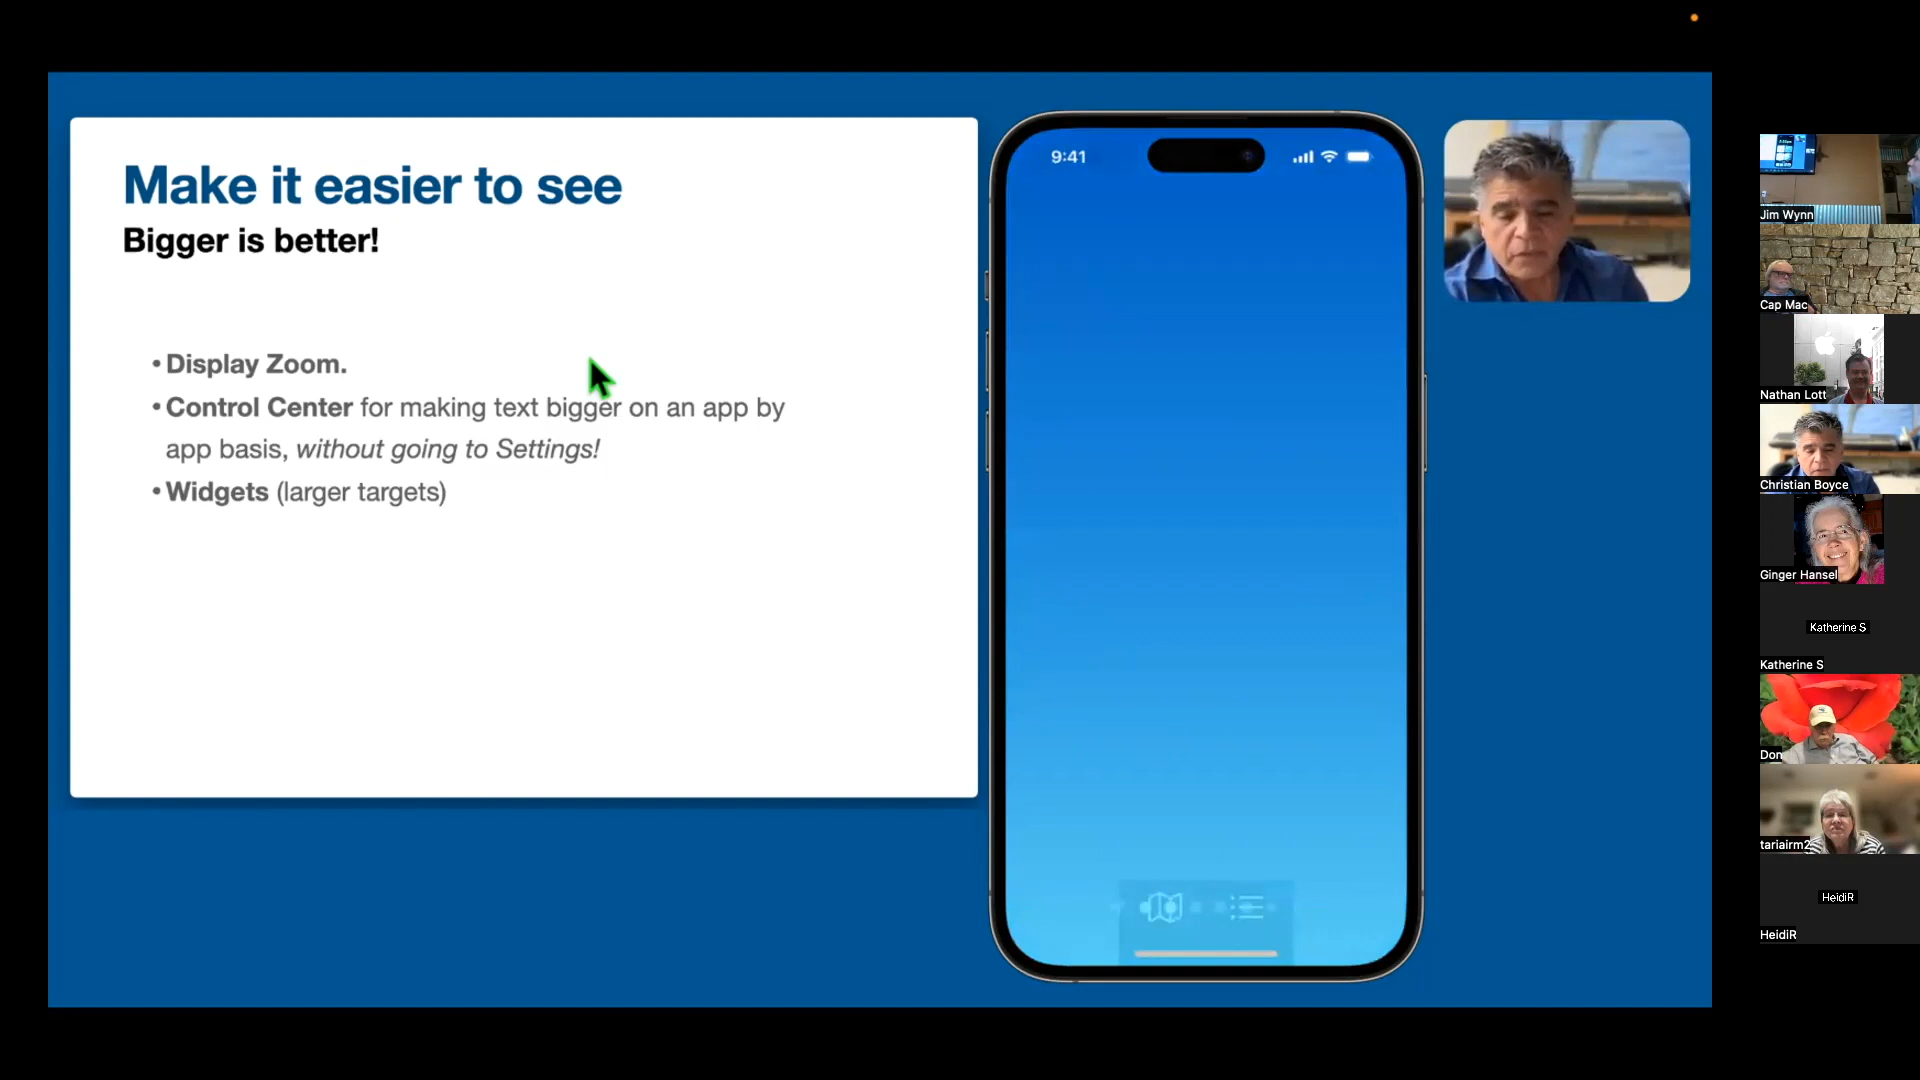 Make it easier to see
Bigger is better!
• Display Zoom.
• Control Center for making text bigger on an app by
app basis, without going to Settings!
• Widgets (larger targets)
9:41
Jim Wynn
Cap Mac
Nathan Lott
Christian Boyce
Ginger Hansel
Katherine S
Katherine S
Don
tariairm2
HeidiR
HeidiR